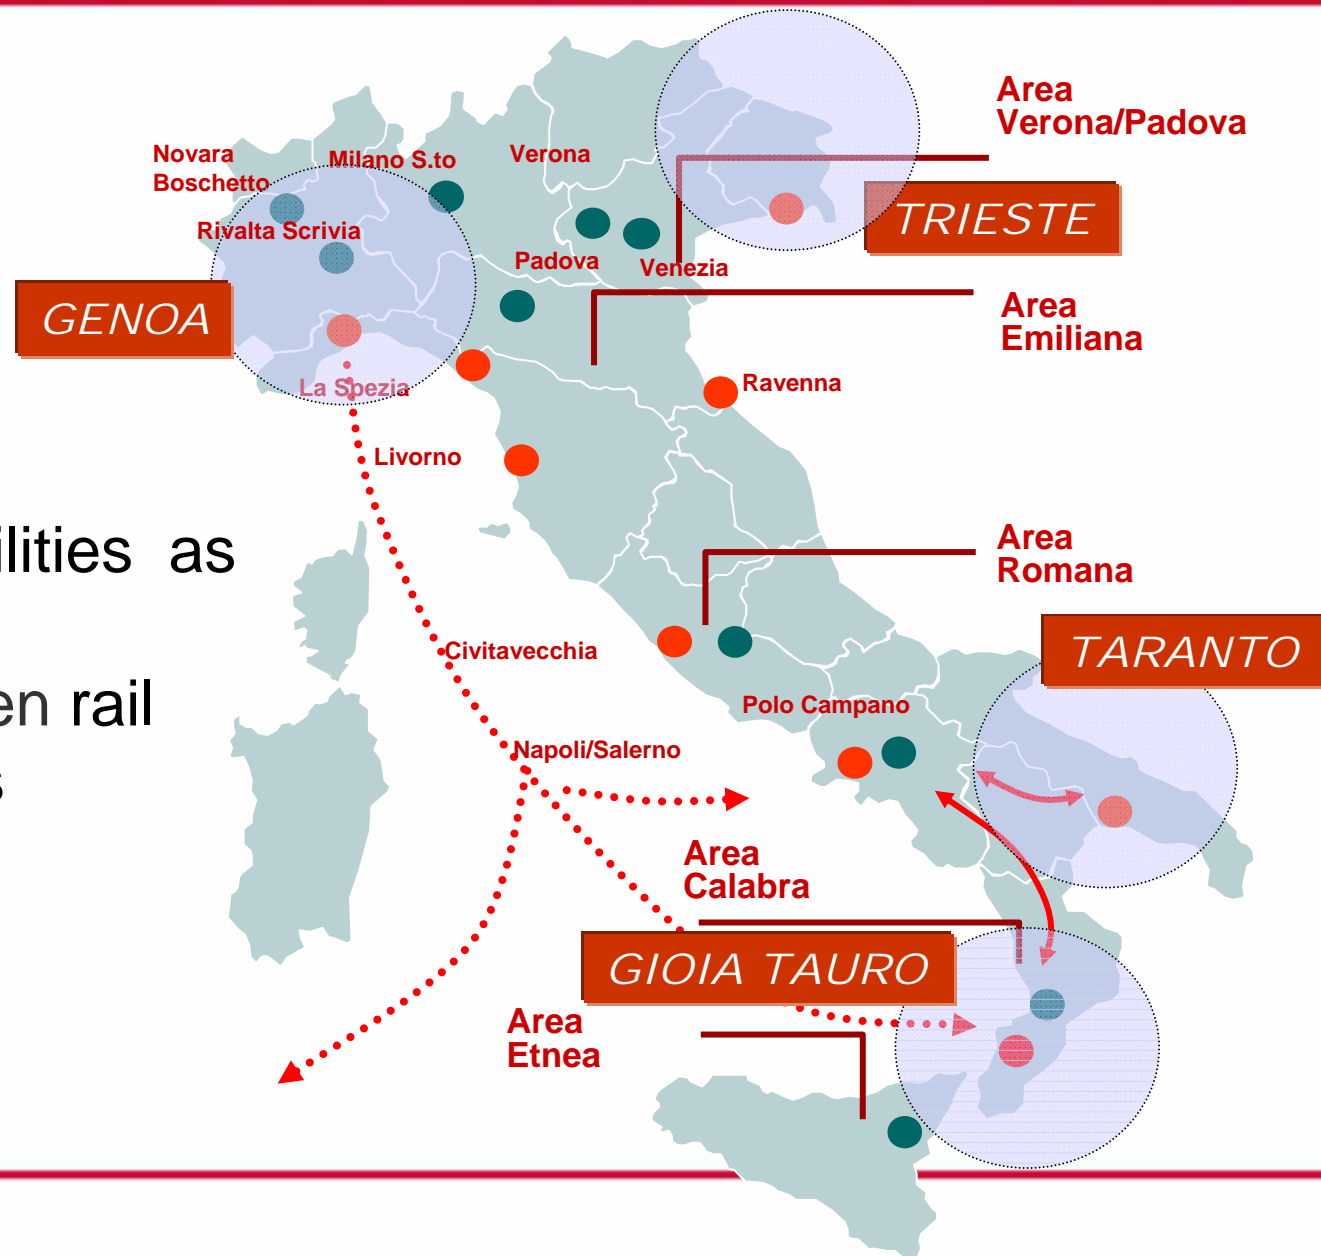 Area
Verona/Padova
Novara
Boschetto
Milano S.to
Verona
Rivalta Scrivia
TRIESTE
Padova
Venezia
GENOA
Area
Emiliana
La Spezia
Ravenna
Livorno
ilities as
Area
Romana
Civitavecchia
TARANTO
en rail
Polo Campano
Napoli/Salerno
s
Area
Calabra
GIOIA TAURO
Area
Etnea